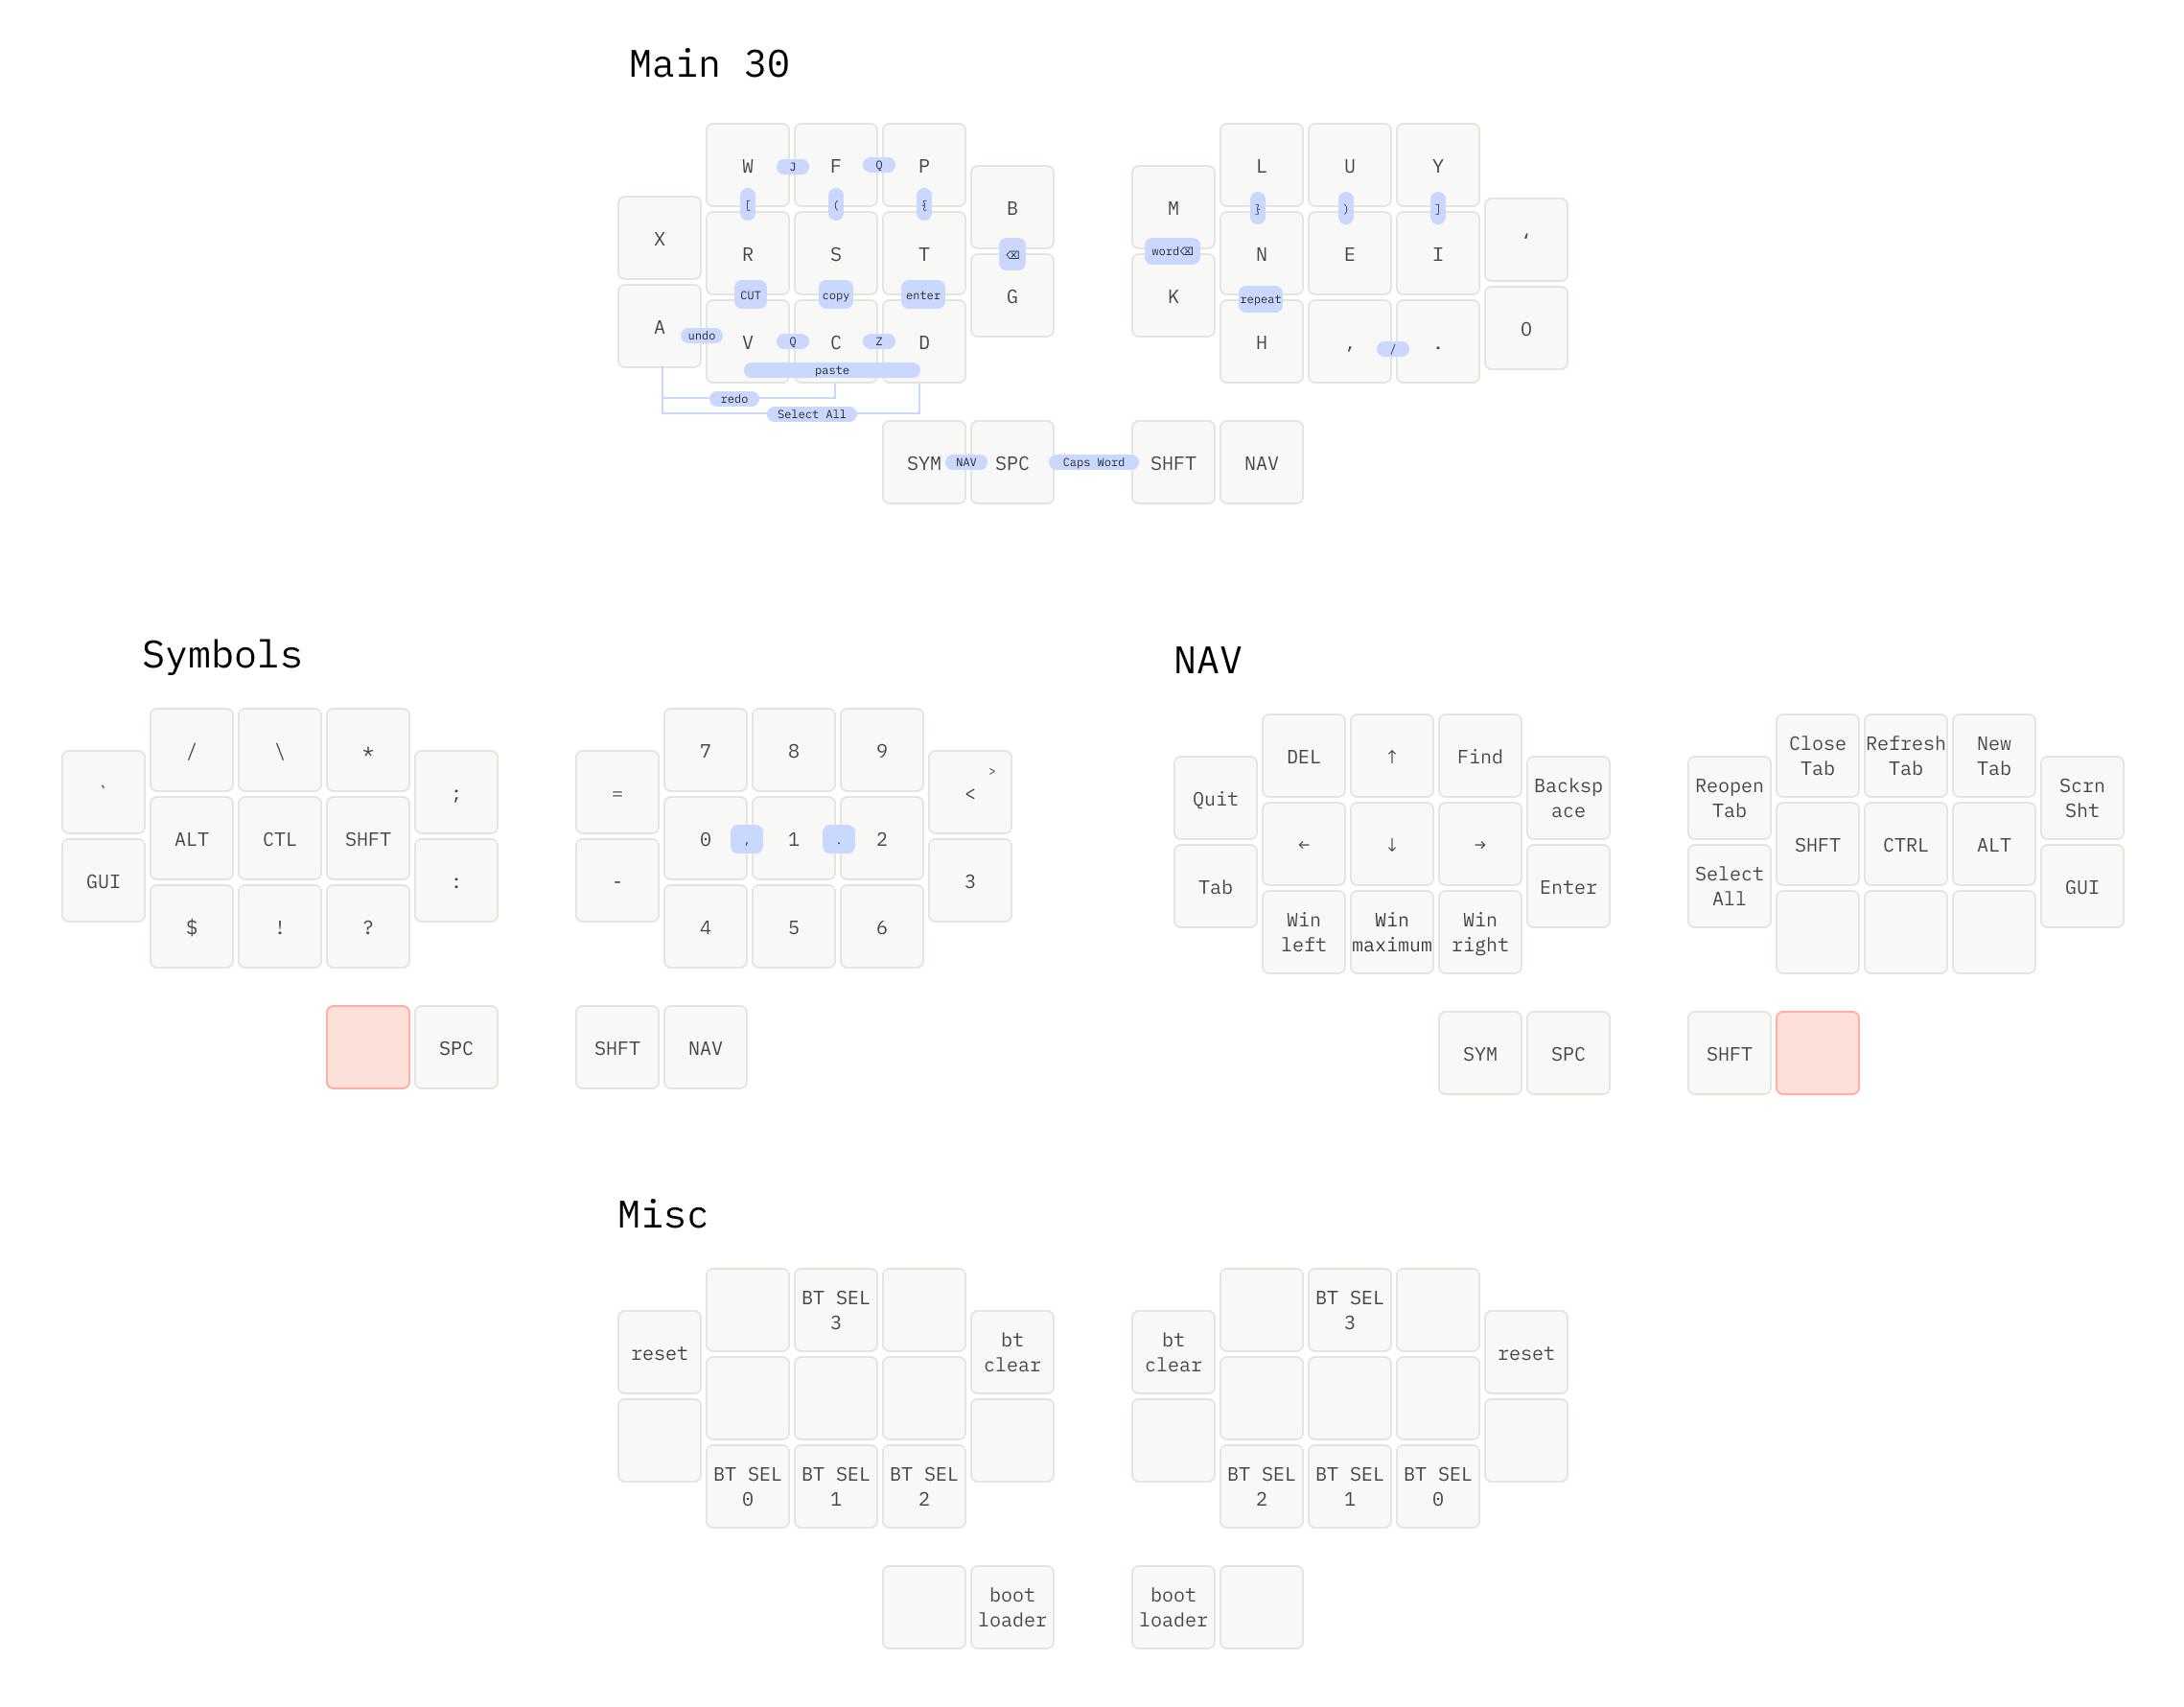 Main 30
W J F Q P
L U Y
[ ( {
} ) ]
X
B
M
‘
R S T
⌫
word⌫
N E I
A
G
K
O
CUT copy enter
repeat
undo
V Q C Z D
H , / .
paste
redo
Select All
SYM NAV SPC Caps Word SHFT NAV
Symbols
` / \ * ;
= 7 8 9 < >
GUI ALT CTL SHFT :
- 0 , 1 . 2 3
$ ! ?
4 5 6
SPC SHFT NAV
NAV
Quit
DEL ↑ Find
Backsp
ace
Reopen
Tab
Close
Tab
Refresh
Tab
New
Tab
Scrn
Sht
Tab
← ↓ →
Enter
Select
All
SHFT CTRL ALT
GUI
Win
left
Win
maximum
Win
right
SYM SPC SHFT
Misc
reset
BT SEL
3
bt
clear
bt
clear
BT SEL
3
reset
BT SEL
0
BT SEL
1
BT SEL
2
BT SEL
2
BT SEL
1
BT SEL
0
boot
loader
boot
loader